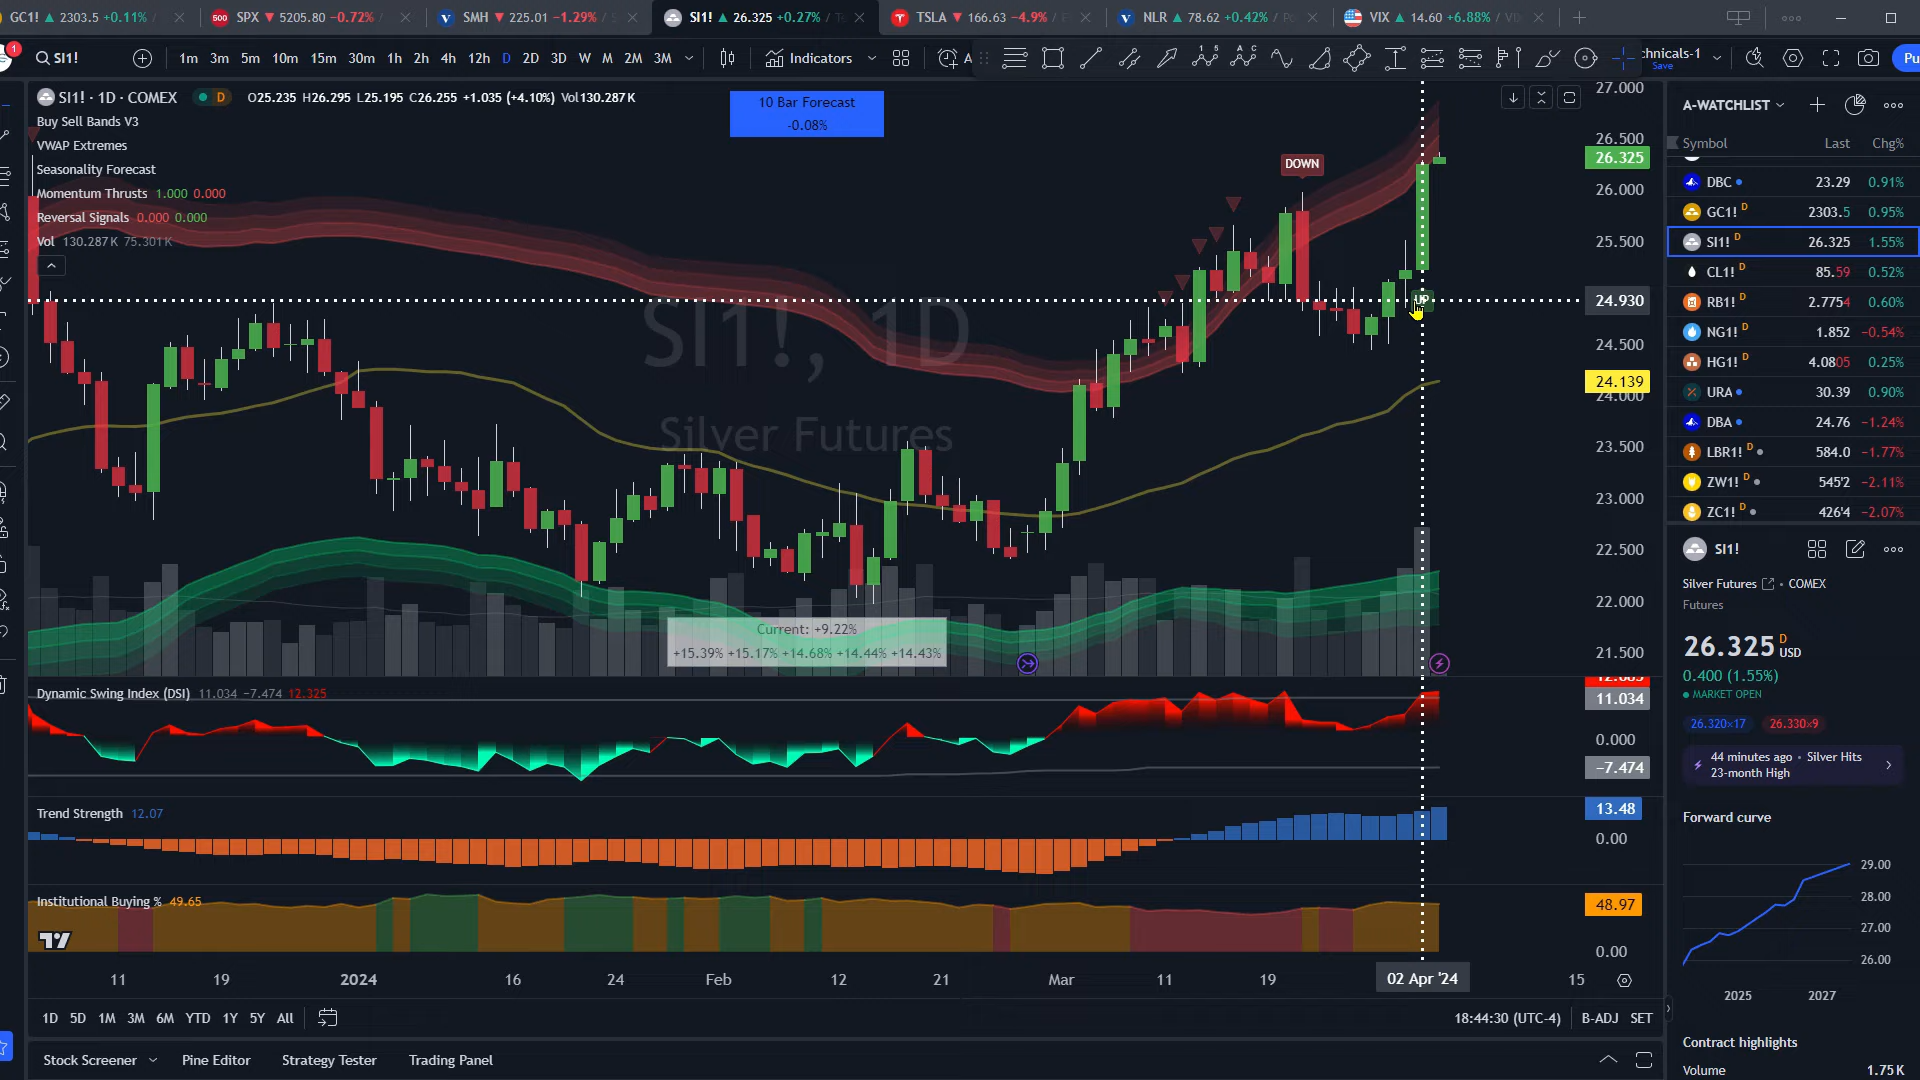 GC1! ▲ 2303.5 +0.11% /
SPX ▼ 5205.80 −0.72% /
SMH ▼ 225.01 −1.29% / S
SI1! ▲ 26.325 +0.27% /
TSLA ▼ 166.63 −4.9% / E
NLR ▲ 78.62 +0.42% /
VIX ▲ 14.60 +6.88% / VIX
1
SI1!
1m 3m 5m 10m 15m 30m 1h 2h 4h 12h D 2D 3D W M 2M 3M
Indicators
A
chnicals-1
Save
Pu
SI1! · 1D · COMEX
D
O25.235 H26.295 L25.195 C26.255 +1.035 (+4.10%) Vol130.287K
Buy Sell Bands V3
VWAP Extremes
Seasonality Forecast
Momentum Thrusts 1.000 0.000
Reversal Signals 0.000 0.000
Vol 130.287K 75.301K
10 Bar Forecast
-0.08%
SI1!, 1D
Silver Futures
DOWN
UP
27.000
26.500
26.325
26.000
25.500
24.930
24.500
24.139
24.000
23.500
23.000
22.500
22.000
21.500
Current: +9.22%
+15.39% +15.17% +14.68% +14.44% +14.43%
Dynamic Swing Index (DSI) 11.034 −7.474 12.325
11.034
0.000
−7.474
Trend Strength 12.07
13.48
0.00
Institutional Buying % 49.65
48.97
0.00
11 19 2024 16 24 Feb 12 21 Mar 11 19 02 Apr '24 15
1D 5D 1M 3M 6M YTD 1Y 5Y All
18:44:30 (UTC-4) B-ADJ SET
Stock Screener Pine Editor Strategy Tester Trading Panel
A-WATCHLIST
Symbol Last Chg%
DBC 23.29 0.91%
GC1! D 2303.5 0.95%
SI1! D 26.325 1.55%
CL1! D 85.59 0.52%
RB1! D 2.7754 0.60%
NG1! D 1.852 −0.54%
HG1! D 4.0805 0.25%
URA 30.39 0.90%
DBA 24.76 −1.24%
LBR1! D 584.0 −1.77%
ZW1! D 545'2 −2.11%
ZC1! D 426'4 −2.07%
SI1!
Silver Futures • COMEX
Futures
26.325 D USD
0.400 (1.55%)
MARKET OPEN
26.320×17 26.330×9
44 minutes ago • Silver Hits
23-month High
Forward curve
29.00
28.00
27.00
26.00
2025 2027
Contract highlights
Volume 1.75K